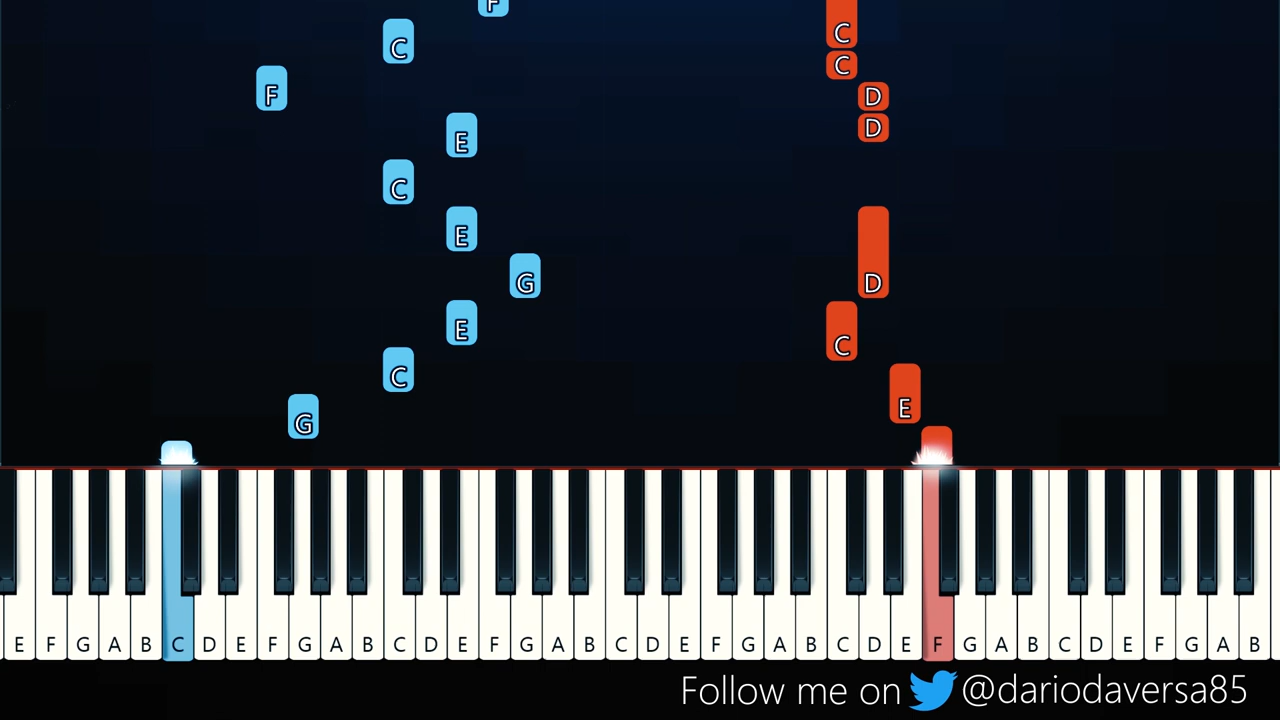 F
C C
C
F D
D
E
C
E
G D
E C
C
E
G
E F G A B C D E F G A B C D E F G A B C D E F G A B C D E F G A B C D E F G A B
Follow me on @dariodaversa85